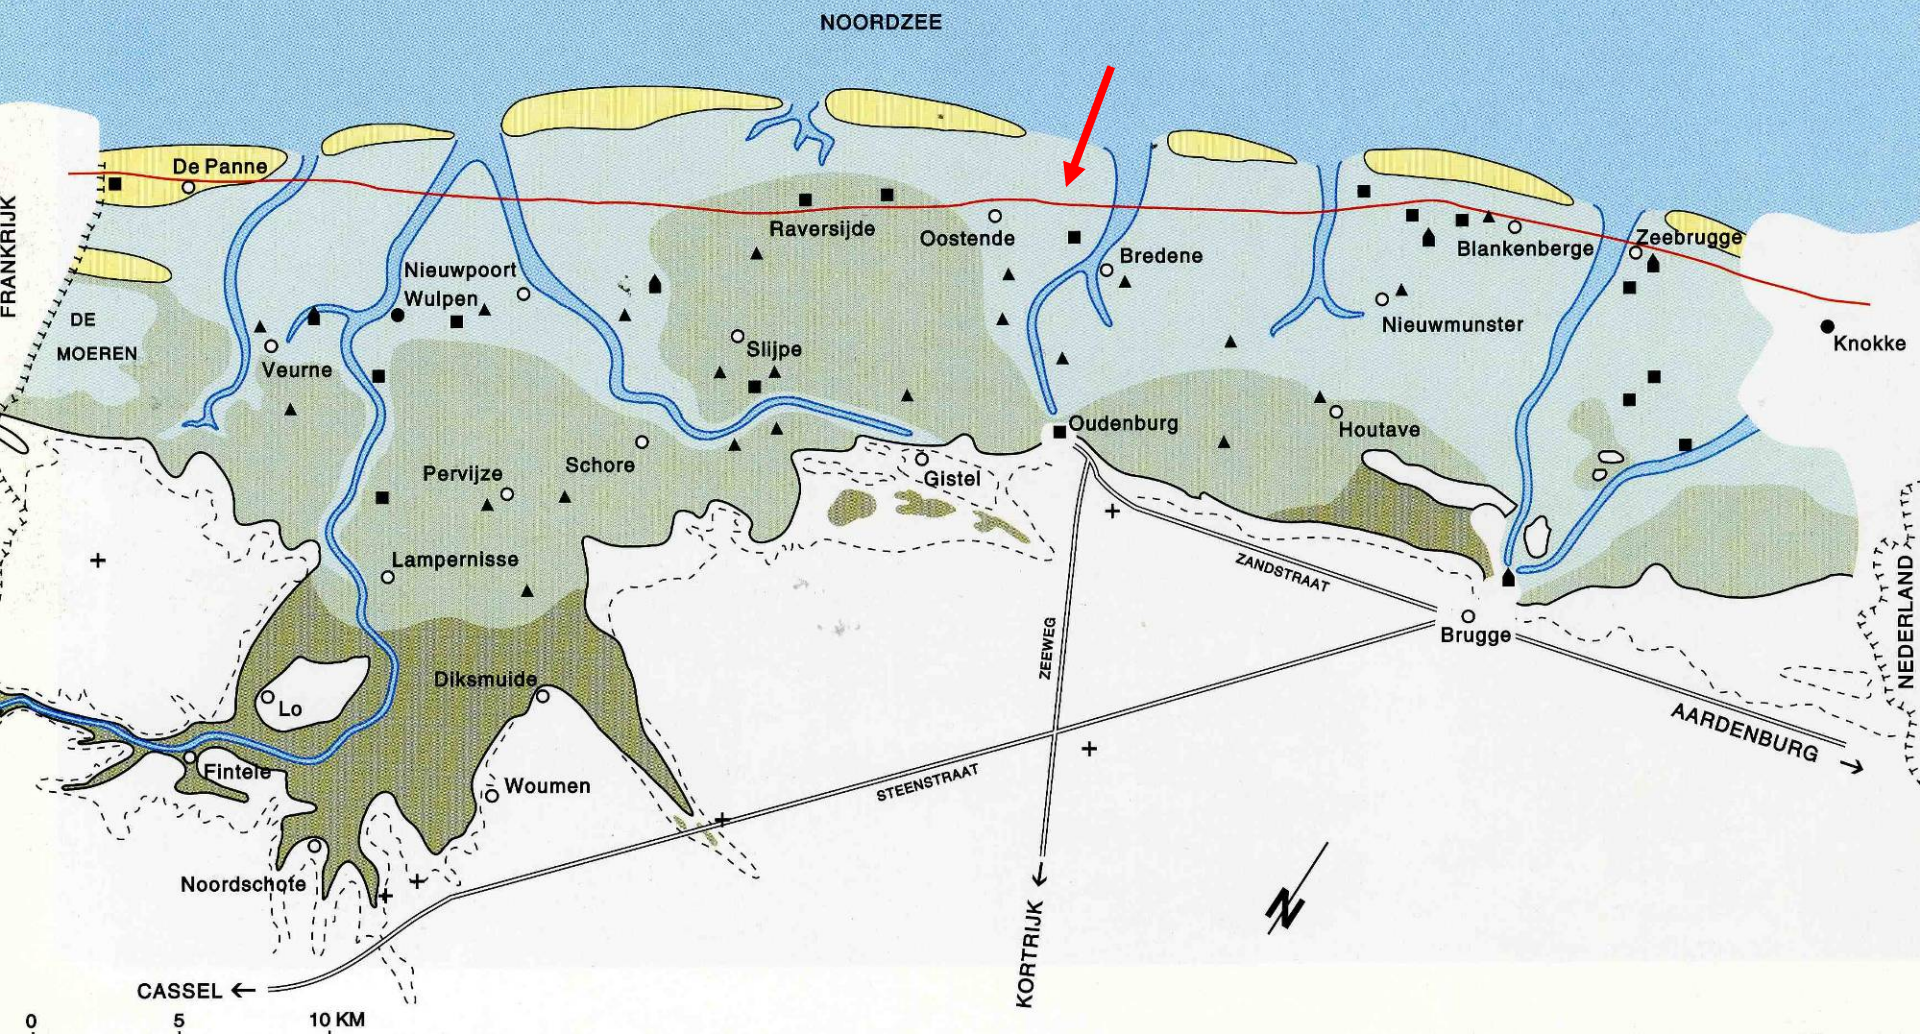 NOORDZEE
FRANKRIJK
De Panne
Raversijde
Oostende
Bredene
Blankenberge
Zeebrugge
Nieuwpoort
Wulpen
DE
MOEREN
Nieuwmunster
Knokke
Veurne
Slijpe
Oudenburg
Houtave
Schore
Pervijze
Gistel
Lampernisse
ZANDSTRAAT
NEDERLAND
Brugge
ZEEWEG
Diksmuide
Lo
AARDENBURG
Fintele
Woumen
STEENSTRAAT
Noordschote
N
KORTRIJK
CASSEL
0 5 10 KM